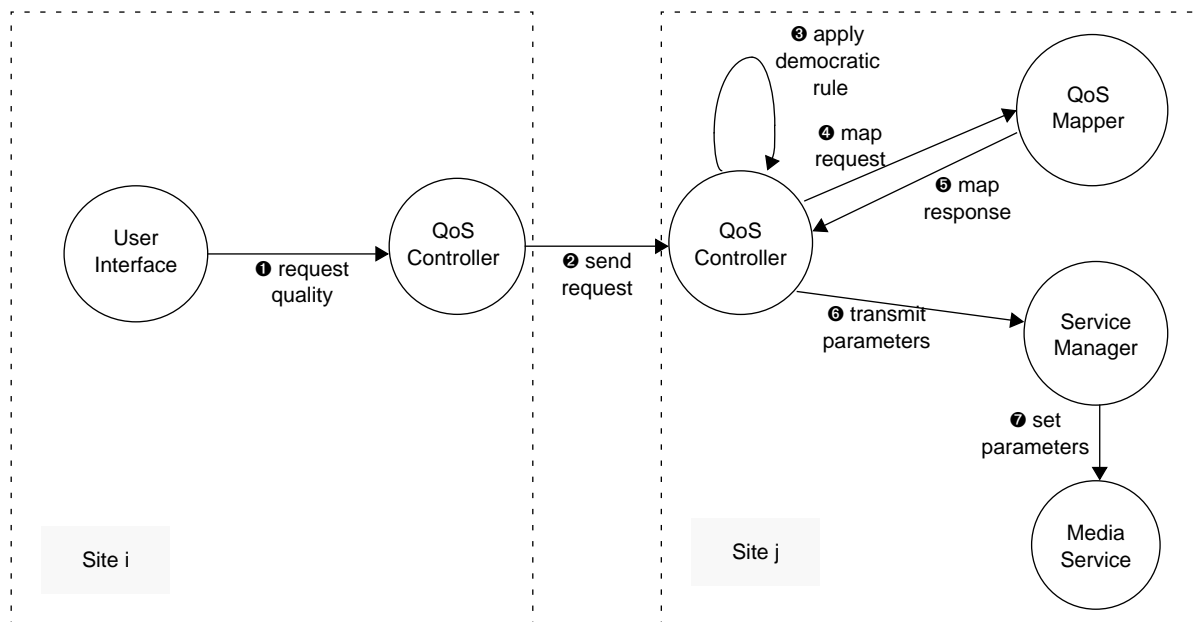 User
Interface
❶ request
quality
QoS
Controller
❷ send
request
❸ apply
democratic
rule
QoS
Controller
❹ map
request
❺ map
response
QoS
Mapper
❻ transmit
parameters
Service
Manager
❼ set
parameters
Media
Service
Site i
Site j